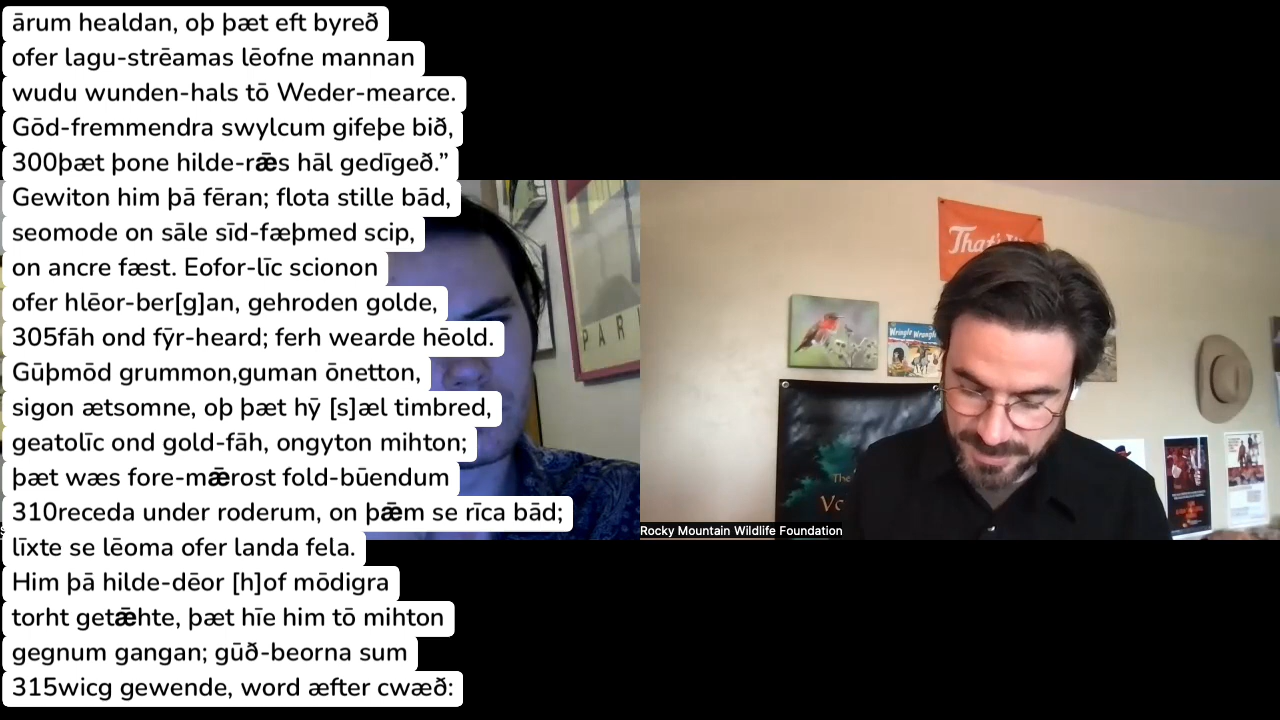 ārum healdan, oþ þæt eft byreð
ofer lagu-strēamas lēofne mannan
wudu wunden-hals tō Weder-mearce.
Gōd-fremmendra swylcum gifeþe bið,
300þæt þone hilde-rǣs hāl gedīgeð.”
Gewiton him þā fēran; flota stille bād,
seomode on sāle sīd-fæþmed scip,
on ancre fæst. Eofor-līc scionon
ofer hlēor-ber[g]an, gehroden golde,
305fāh ond fȳr-heard; ferh wearde hēold.
Gūþmōd grummon,guman ōnetton,
sigon ætsomne, oþ þæt hȳ [s]æl timbred,
geatolīc ond gold-fāh, ongyton mihton;
þæt wæs fore-mǣrost fold-būendum
310receda under roderum, on þǣm se rīca bād;
līxte se lēoma ofer landa fela.
Him þā hilde-dēor [h]of mōdigra
torht getǣhte, þæt hīe him tō mihton
gegnum gangan; gūð-beorna sum
315wicg gewende, word æfter cwæð:
PARI
That's
Wringle Wrangle
The
Vo
Rocky Mountain Wildlife Foundation